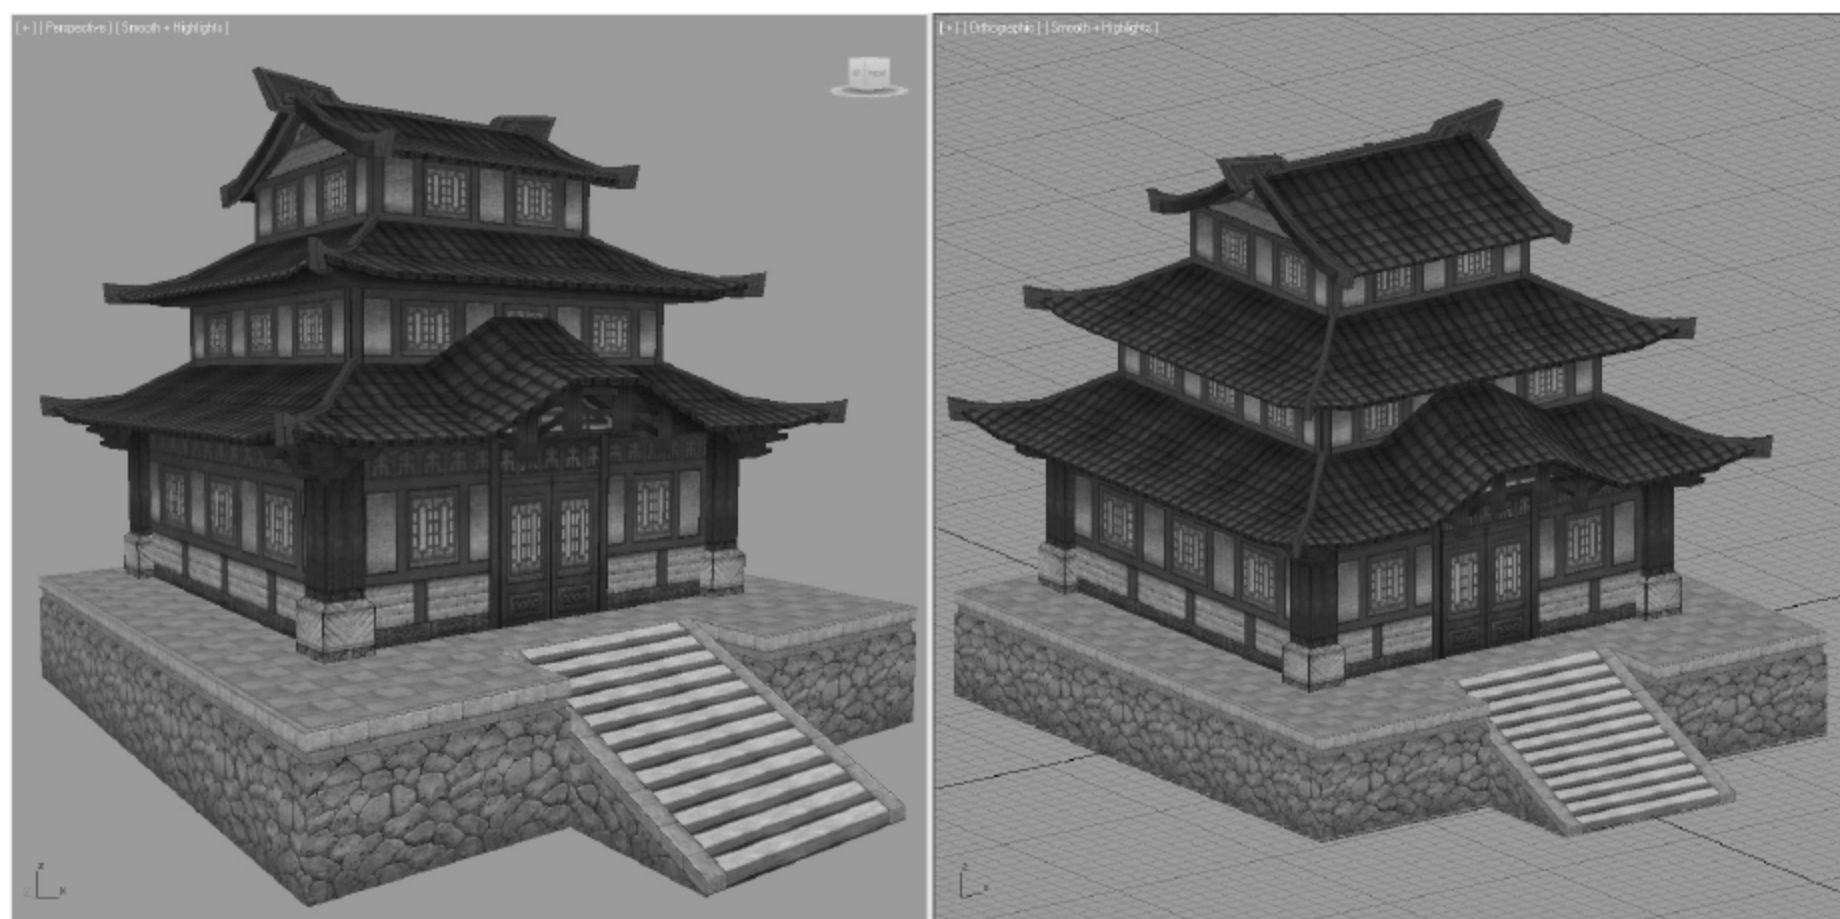 [ + ] [ Perspective ] [ Smooth + Highlights ]
[ + ] [ Orthographic ] [ Smooth + Highlights ]
z
x
z